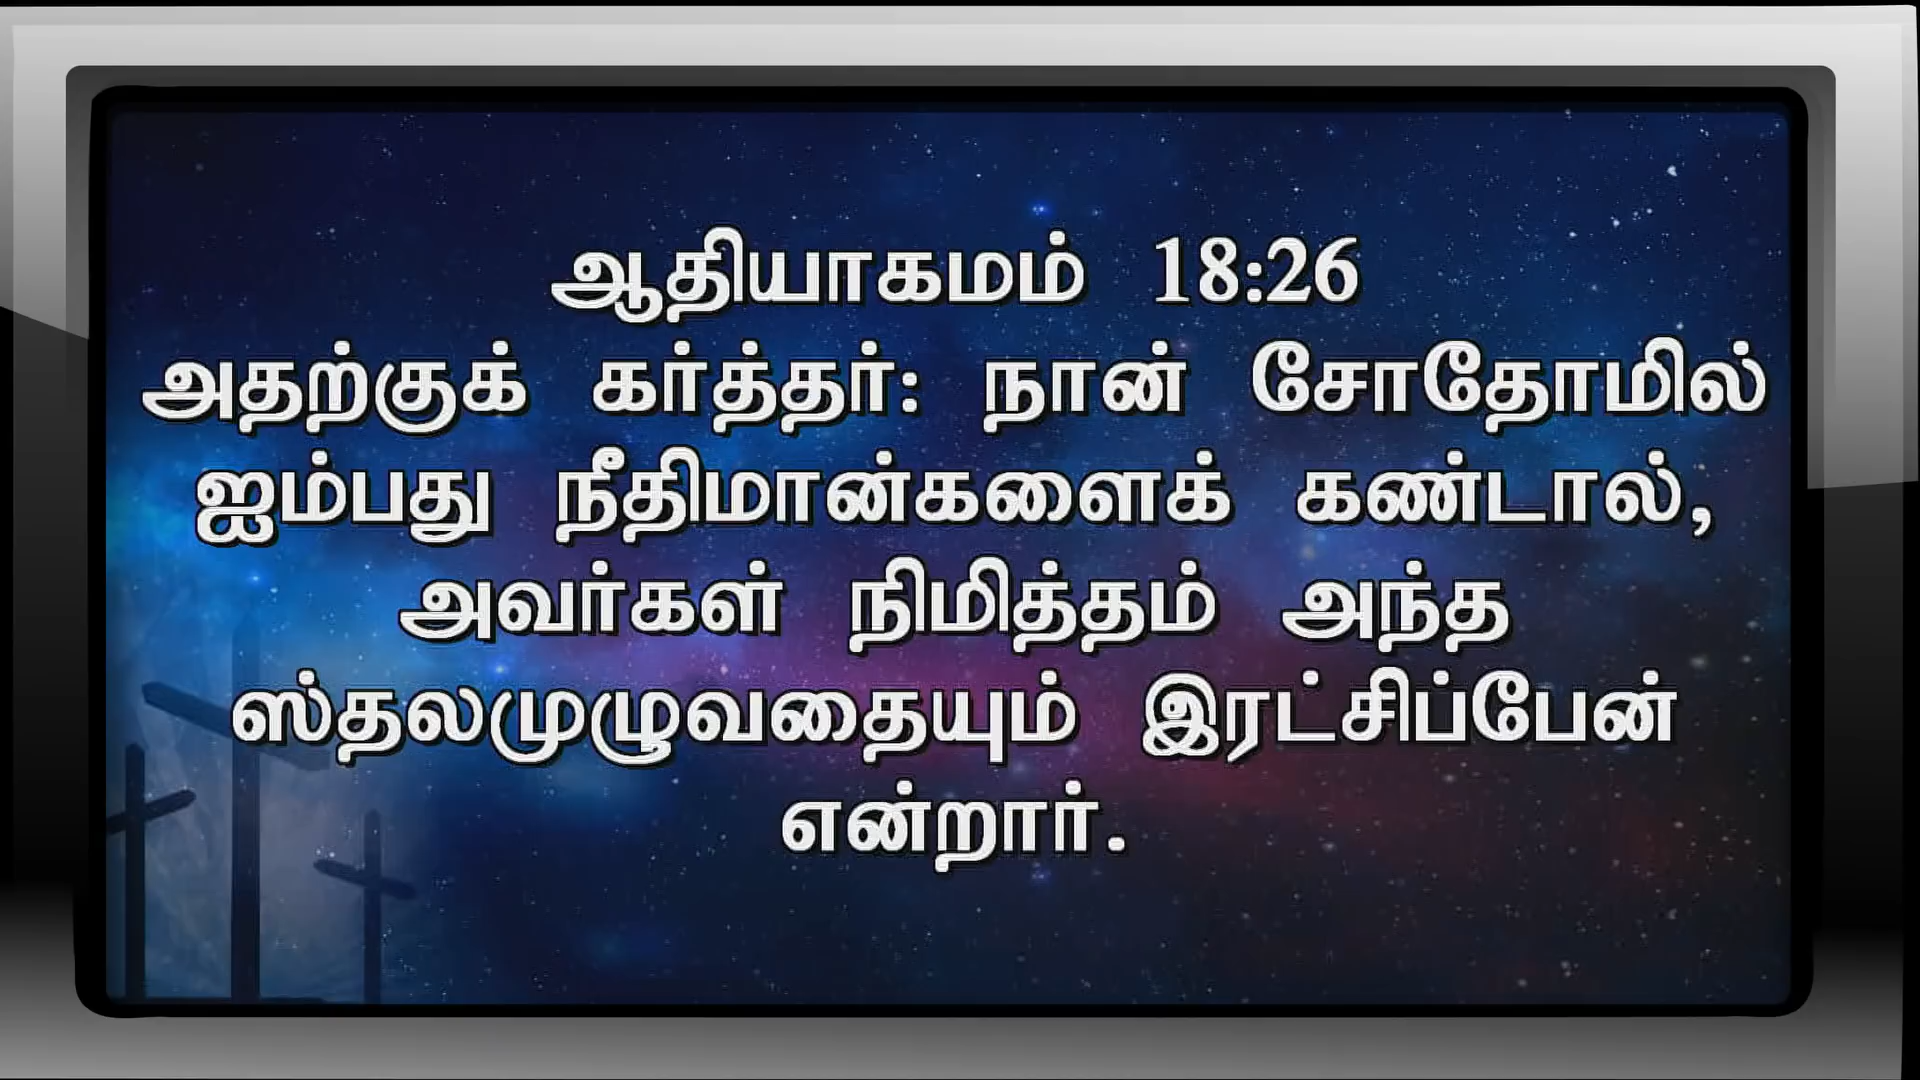 ஆதியாகமம் 18:26
அதற்குக் கர்த்தர்: நான் சோதோமில்
ஐம்பது நீதிமான்களைக் கண்டால்,
அவர்கள் நிமித்தம் அந்த
ஸ்தலமுழுவதையும் இரட்சிப்பேன்
என்றார்.